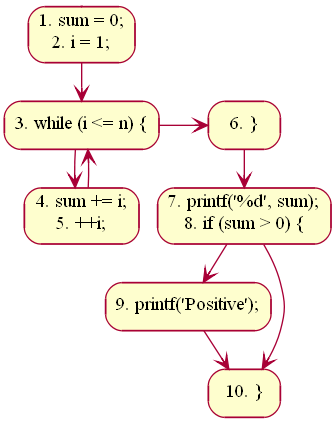 1. sum = 0;
2. i = 1;
3. while (i <= n) {
6. }
4. sum += i;
5. ++i;
7. printf('%d', sum);
8. if (sum > 0) {
9. printf('Positive');
10. }